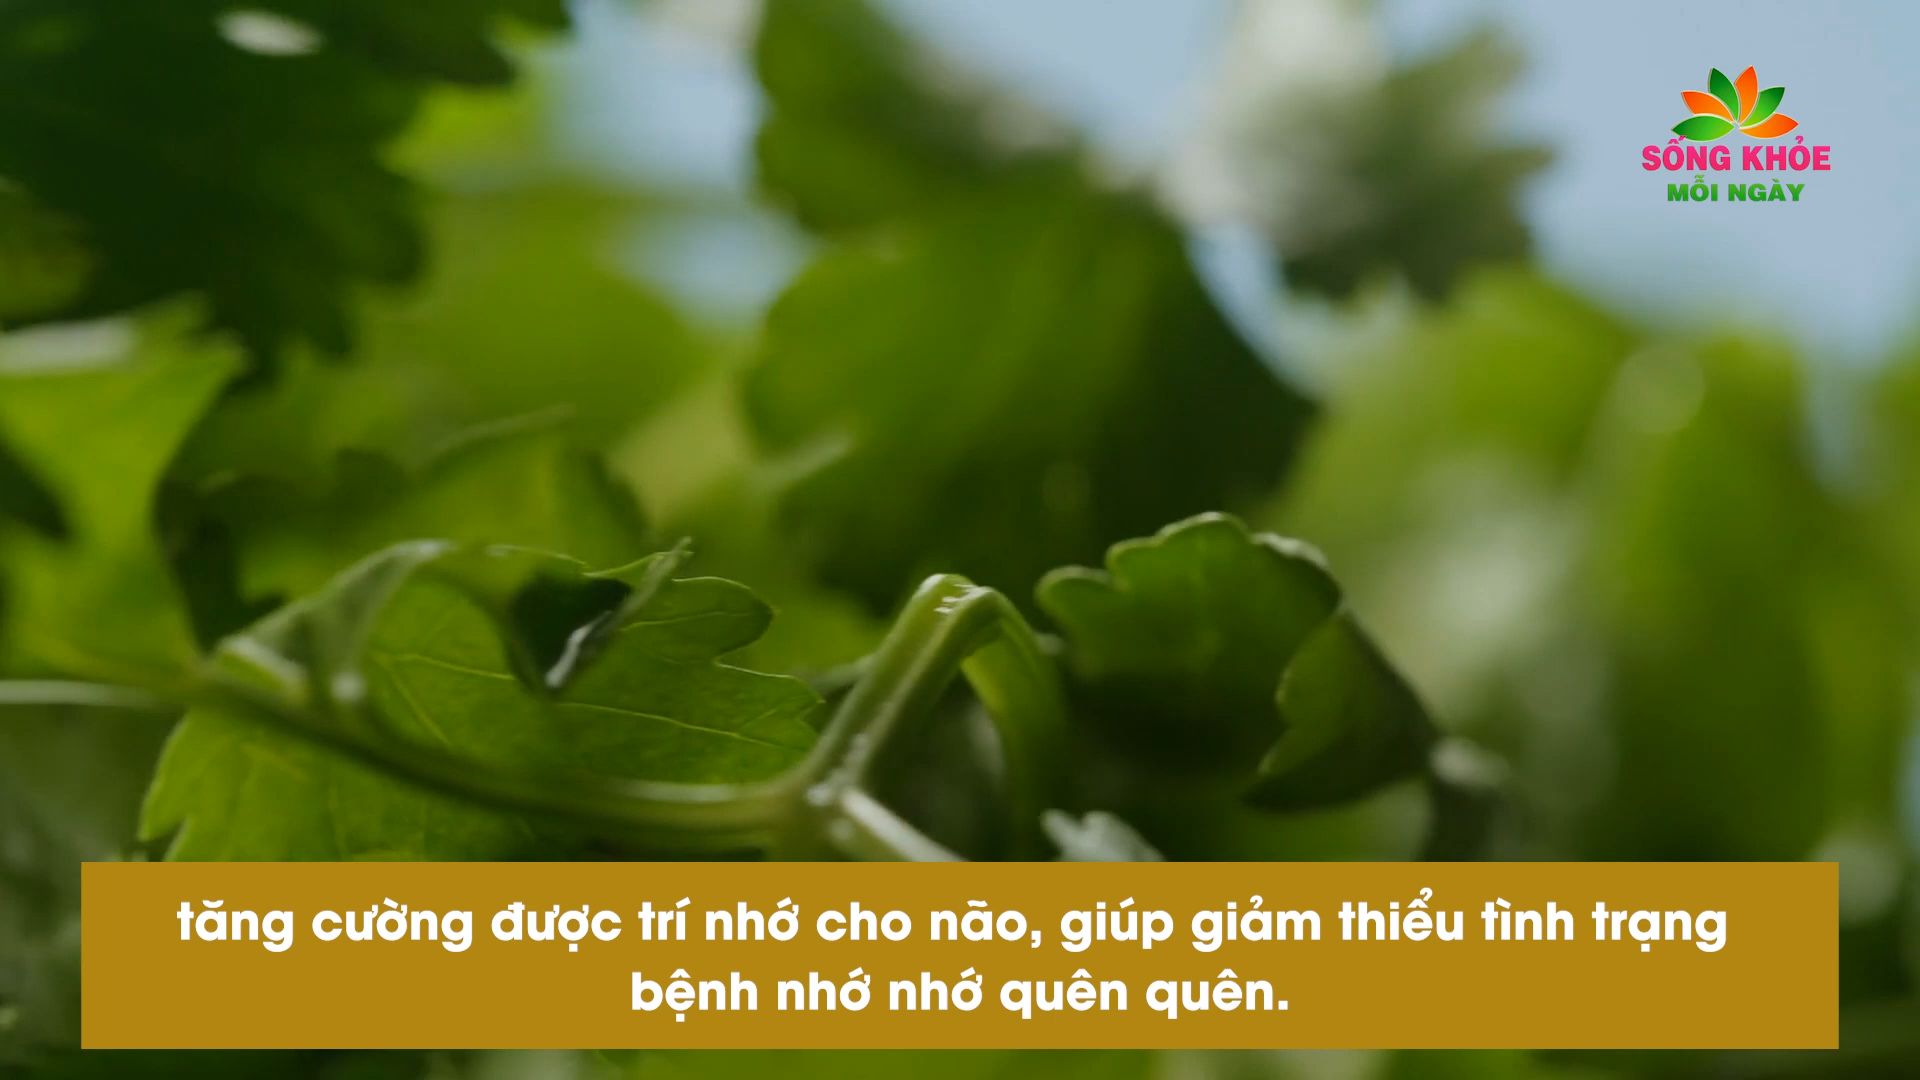 SỐNG KHỎE
MỖI NGÀY
tăng cường được trí nhớ cho não, giúp giảm thiểu tình trạng
bệnh nhớ nhớ quên quên.